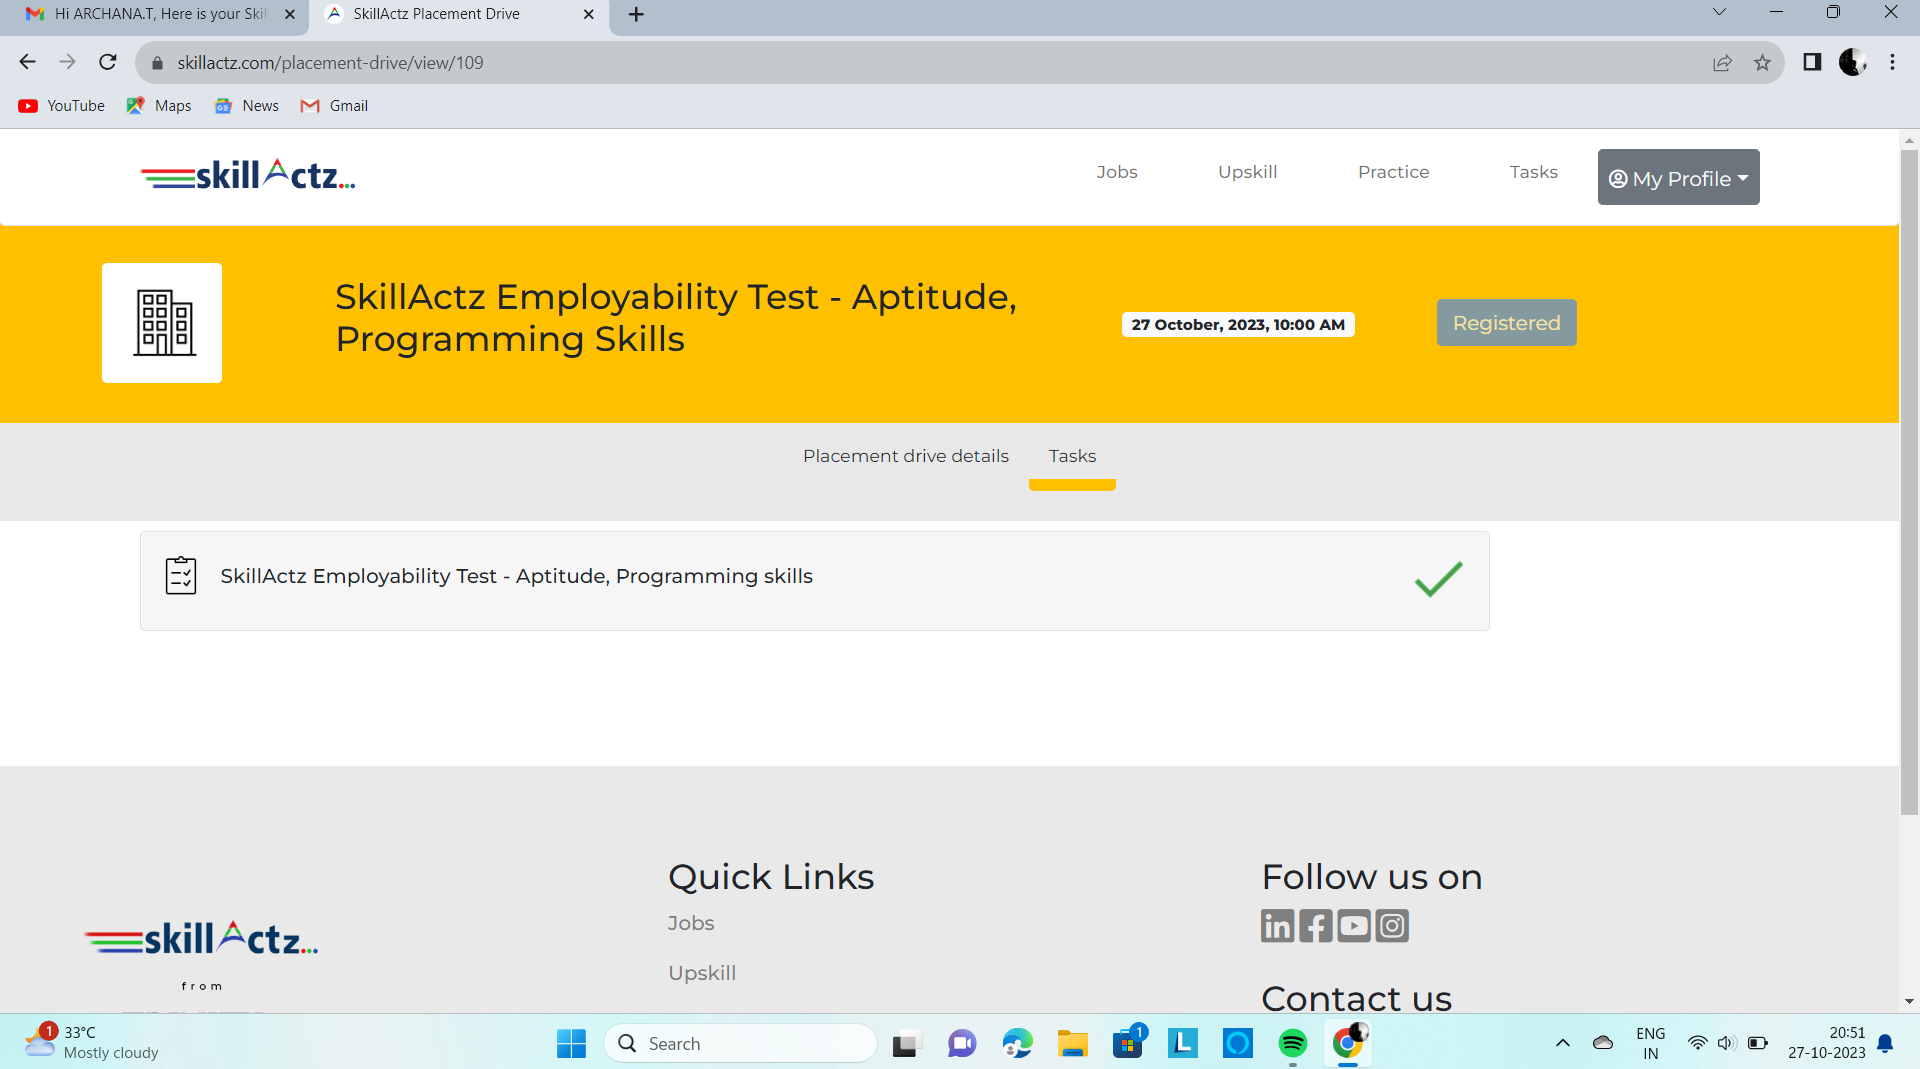 Hi ARCHANA.T, Here is your Skil
SkillActz Placement Drive
skillactz.com/placement-drive/view/109
YouTube
Maps
News
Gmail
skillActz...
Jobs
Upskill
Practice
Tasks
My Profile
SkillActz Employability Test - Aptitude,
Programming Skills
27 October, 2023, 10:00 AM
Registered
Placement drive details
Tasks
SkillActz Employability Test - Aptitude, Programming skills
skillActz...
from
Quick Links
Jobs
Upskill
Follow us on
Contact us
1
33°C
Mostly cloudy
Search
1
L
ENG
IN
20:51
27-10-2023